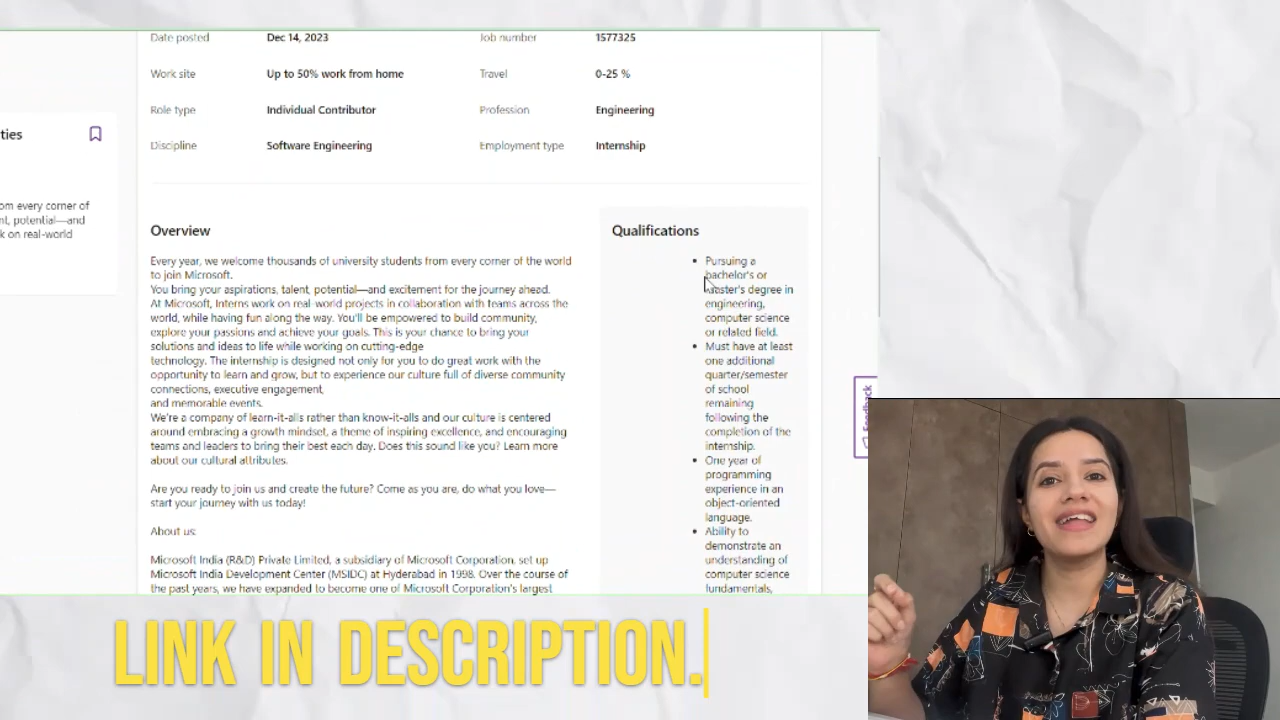 Date posted Dec 14, 2023 Job number 1577325
Work site Up to 50% work from home Travel 0-25 %
Role type Individual Contributor Profession Engineering
Discipline Software Engineering Employment type Internship
ties
om every corner of
nt, potential—and
k on real-world
Overview
Every year, we welcome thousands of university students from every corner of the world
to join Microsoft.
You bring your aspirations, talent, potential—and excitement for the journey ahead.
At Microsoft, Interns work on real-world projects in collaboration with teams across the
world, while having fun along the way. You'll be empowered to build community,
explore your passions and achieve your goals. This is your chance to bring your
solutions and ideas to life while working on cutting-edge
technology. The internship is designed not only for you to do great work with the
opportunity to learn and grow, but to experience our culture full of diverse community
connections, executive engagement,
and memorable events.
We're a company of learn-it-alls rather than know-it-alls and our culture is centered
around embracing a growth mindset, a theme of inspiring excellence, and encouraging
teams and leaders to bring their best each day. Does this sound like you? Learn more
about our cultural attributes.
Are you ready to join us and create the future? Come as you are, do what you love—
start your journey with us today!
About us:
Microsoft India (R&D) Private Limited, a subsidiary of Microsoft Corporation, set up
Microsoft India Development Center (MSIDC) at Hyderabad in 1998. Over the course of
the past years, we have expanded to become one of Microsoft Corporation's largest
Qualifications
Pursuing a
bachelor's or
master's degree in
engineering,
computer science
or related field.
Must have at least
one additional
quarter/semester
of school
remaining
following the
completion of the
internship.
One year of
programming
experience in an
object-oriented
language.
Ability to
demonstrate an
understanding of
computer science
fundamentals,
Feedback
LINK IN DESCRIPTION.